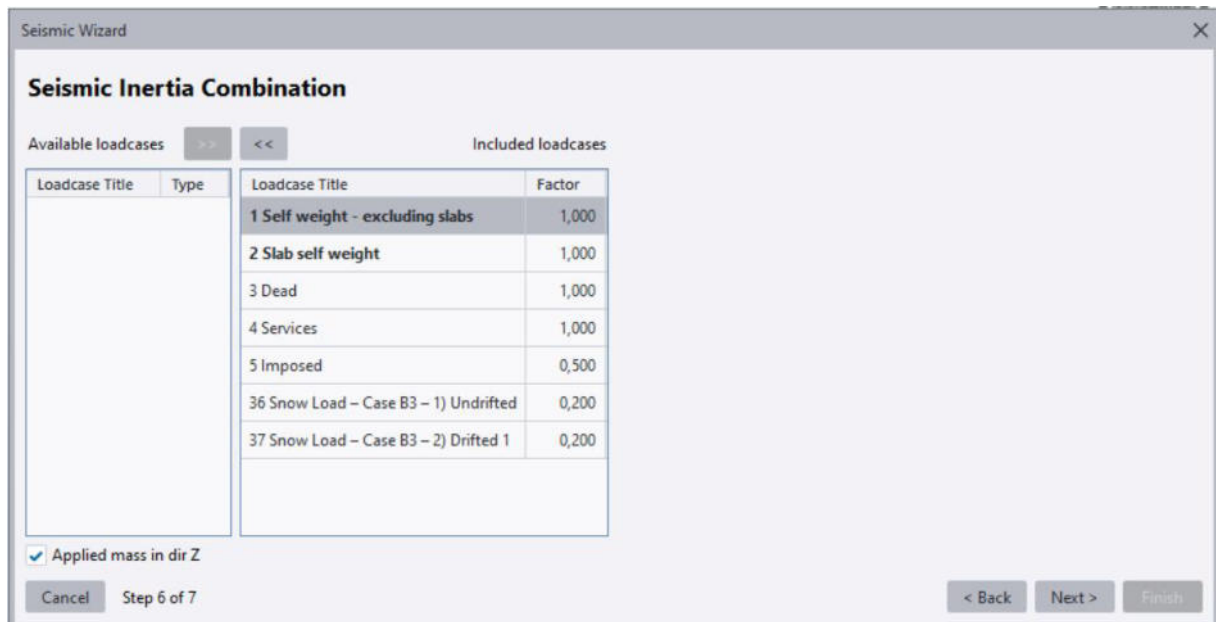 Seismic Wizard
Seismic Inertia Combination
Available loadcases >> << Included loadcases
Loadcase Title Type Loadcase Title Factor
1 Self weight - excluding slabs 1,000
2 Slab self weight 1,000
3 Dead 1,000
4 Services 1,000
5 Imposed 0,500
36 Snow Load – Case B3 – 1) Undrifted 0,200
37 Snow Load – Case B3 – 2) Drifted 1 0,200
Applied mass in dir Z
Cancel Step 6 of 7 < Back Next > Finish